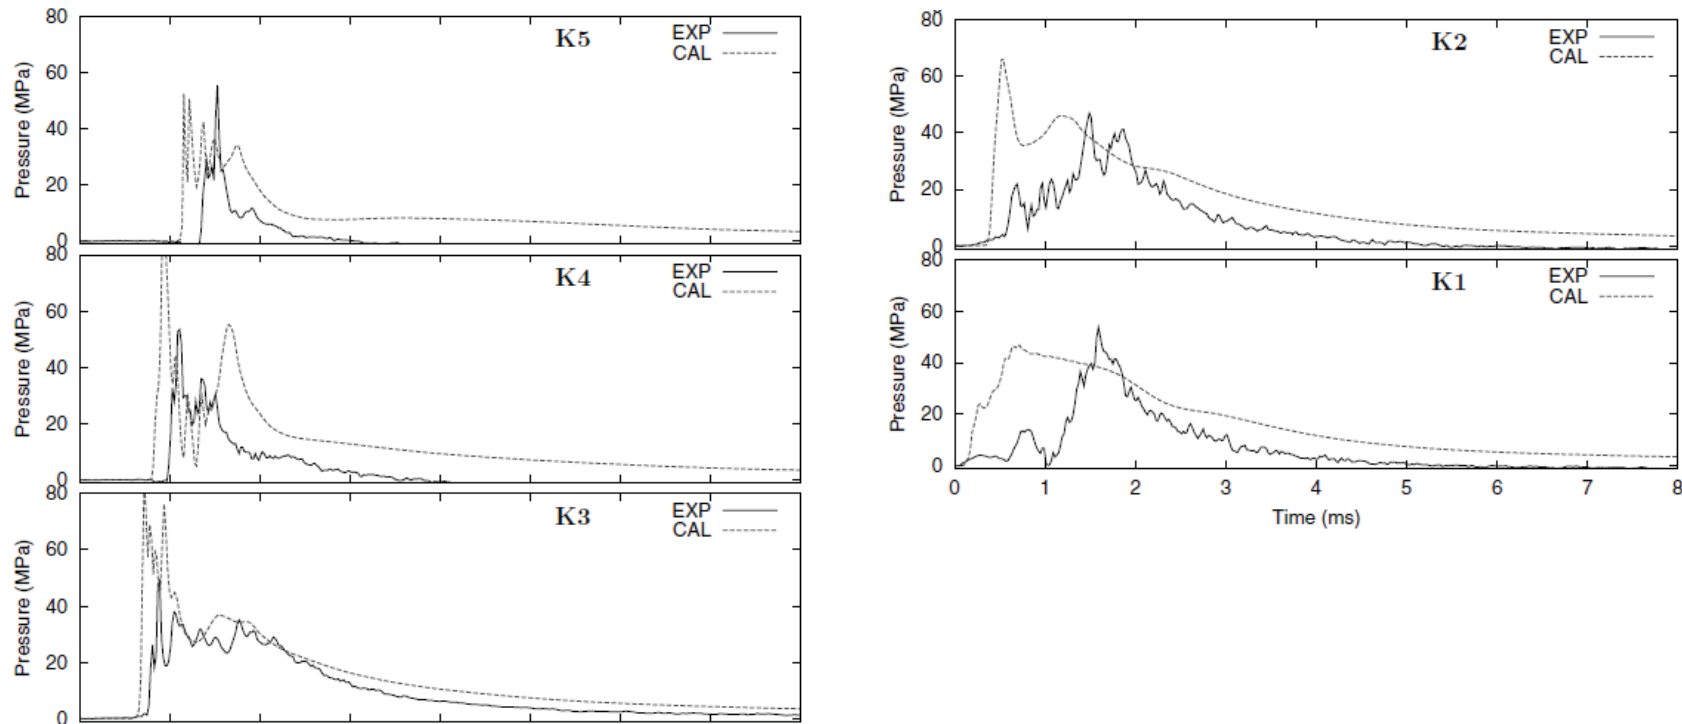 80
60
40
20
0
Pressure (MPa)
K5
EXP
CAL
80
60
40
20
0
Pressure (MPa)
K4
EXP
CAL
80
60
40
20
0
Pressure (MPa)
K3
EXP
CAL
80
60
40
20
0
Pressure (MPa)
K2
EXP
CAL
80
60
40
20
0
Pressure (MPa)
K1
EXP
CAL
0 1 2 3 4 5 6 7 8
Time (ms)